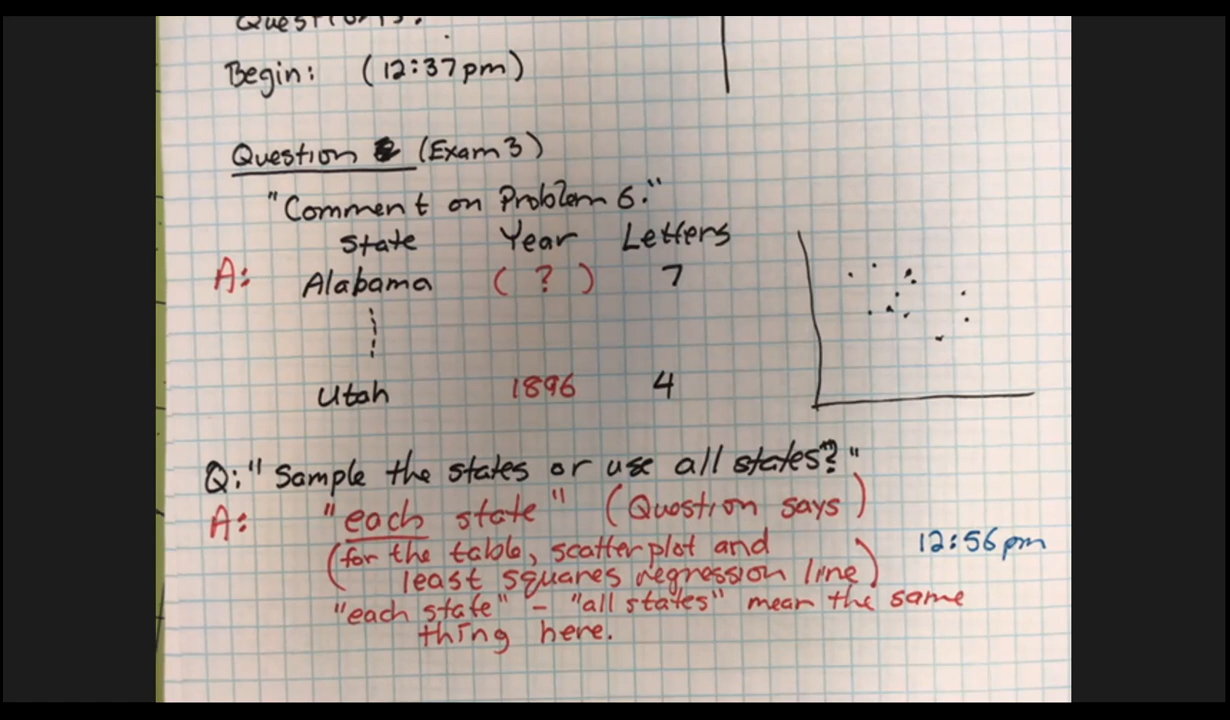 Questions:
Begin: (12:37pm)
Question (Exam 3)
"Comment on Problem 6."
State Year Letters
A: Alabama ( ? ) 7
Utah 1896 4
Q: "Sample the states or use all states?"
A: "each state" (Question says)
(for the table, scatterplot and
least squares regression line)
12:56pm
"each state" - "all states" mean the same
thing here.